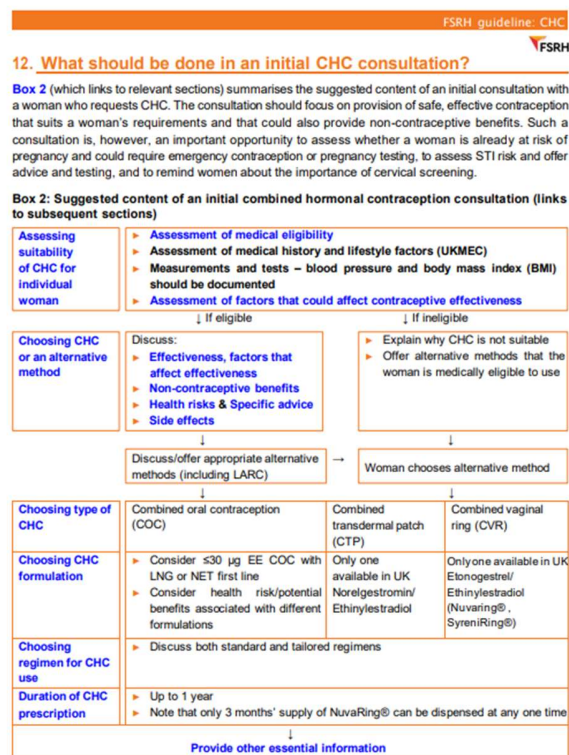 FSRH guideline: CHC
FSRH
12. What should be done in an initial CHC consultation?
Box 2 (which links to relevant sections) summarises the suggested content of an initial consultation with
a woman who requests CHC. The consultation should focus on provision of safe, effective contraception
that suits a woman's requirements and that could also provide non-contraceptive benefits. Such a
consultation is, however, an important opportunity to assess whether a woman is already at risk of
pregnancy and could require emergency contraception or pregnancy testing, to assess STI risk and offer
advice and testing, and to remind women about the importance of cervical screening.
Box 2: Suggested content of an initial combined hormonal contraception consultation (links
to subsequent sections)
Assessing
suitability
of CHC for
individual
woman
► Assessment of medical eligibility
► Assessment of medical history and lifestyle factors (UKMEC)
► Measurements and tests – blood pressure and body mass index (BMI)
should be documented
► Assessment of factors that could affect contraceptive effectiveness
↓ If eligible
↓ If ineligible
Choosing CHC
or an alternative
method
Discuss:
► Effectiveness, factors that
affect effectiveness
► Non-contraceptive benefits
► Health risks & Specific advice
► Side effects
► Explain why CHC is not suitable
► Offer alternative methods that the
woman is medically eligible to use
↓
↓
Discuss/offer appropriate alternative
methods (including LARC)
→
Woman chooses alternative method
↓
↓
Choosing type of
CHC
Combined oral contraception
(COC)
Combined
transdermal patch
(CTP)
Combined vaginal
ring (CVR)
Choosing CHC
formulation
► Consider ≤30 µg EE COC with
LNG or NET first line
► Consider health risk/potential
benefits associated with different
formulations
Only one
available in UK
Norelgestromin/
Ethinylestradiol
Only one available in UK
Etonogestrel/
Ethinylestradiol
(Nuvaring® ,
SyreniRing®)
Choosing
regimen for CHC
use
► Discuss both standard and tailored regimens
Duration of CHC
prescription
► Up to 1 year
► Note that only 3 months' supply of NuvaRing® can be dispensed at any one time
↓
Provide other essential information